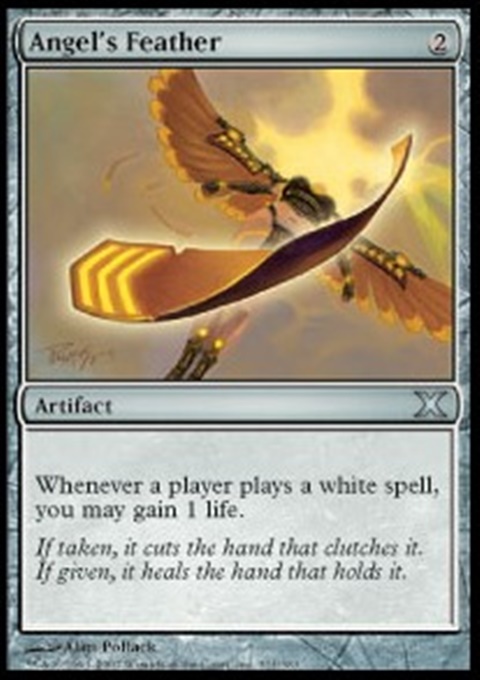 Angel's Feather
2
Artifact
Whenever a player plays a white spell,
you may gain 1 life.
If taken, it cuts the hand that clutches it.
If given, it heals the hand that holds it.
Alan Pollack